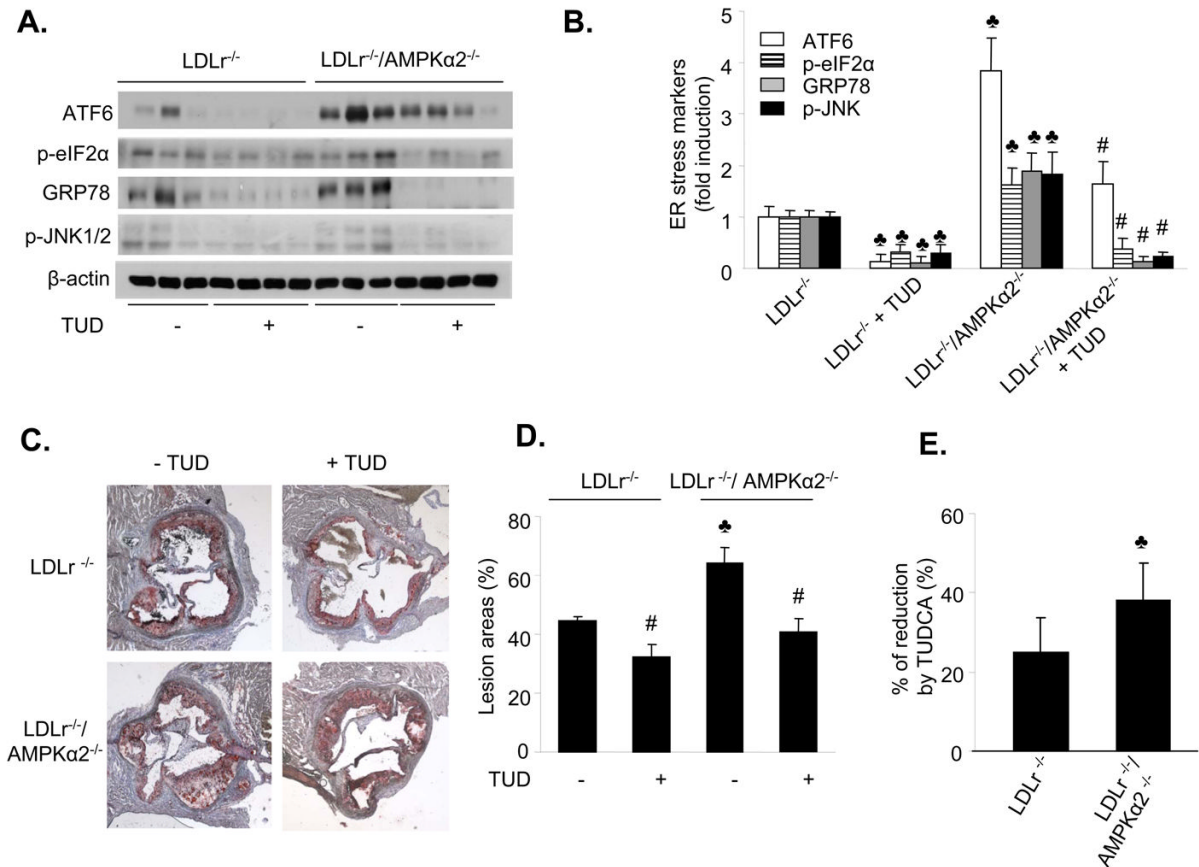 A.
LDLr-/-
LDLr-/-/AMPKα2-/-
ATF6
p-eIF2α
GRP78
p-JNK1/2
β-actin
TUD
-
+
-
+
B.
ER stress markers
(fold induction)
5
4
3
2
1
0
ATF6
p-eIF2α
GRP78
p-JNK
♣
♣ ♣ ♣ ♣
♣ ♣ ♣
#
# # #
LDLr-/-
LDLr-/- + TUD
LDLr-/-/AMPKα2-/-
LDLr-/-/AMPKα2-/-
+ TUD
C.
- TUD
+ TUD
LDLr -/-
LDLr-/-/
AMPKα2-/-
D.
LDLr-/-
LDLr -/-/ AMPKα2-/-
Lesion areas (%)
80
60
40
20
0
#
♣
#
TUD
-
+
-
+
E.
% of reduction
by TUDCA (%)
60
40
20
0
♣
LDLr -/-
LDLr -/-/
AMPKα2 -/-